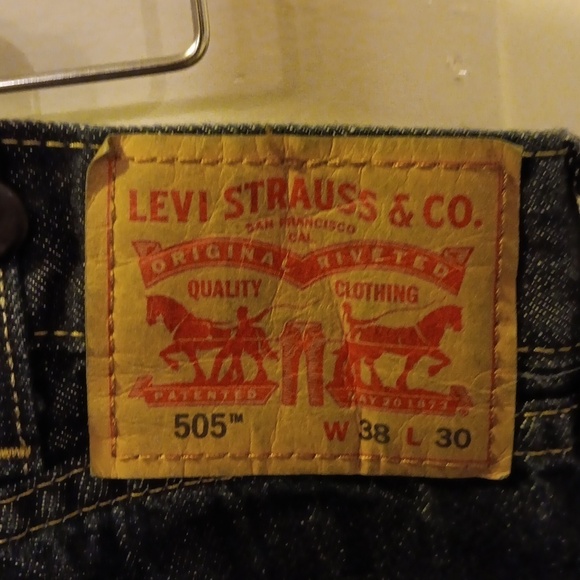 LEVI STRAUSS & CO.
SAN FRANCISCO
CAL
ORIGINAL RIVETED
QUALITY CLOTHING
PATENTED MAY 20 1873
505™ W 38 L 30